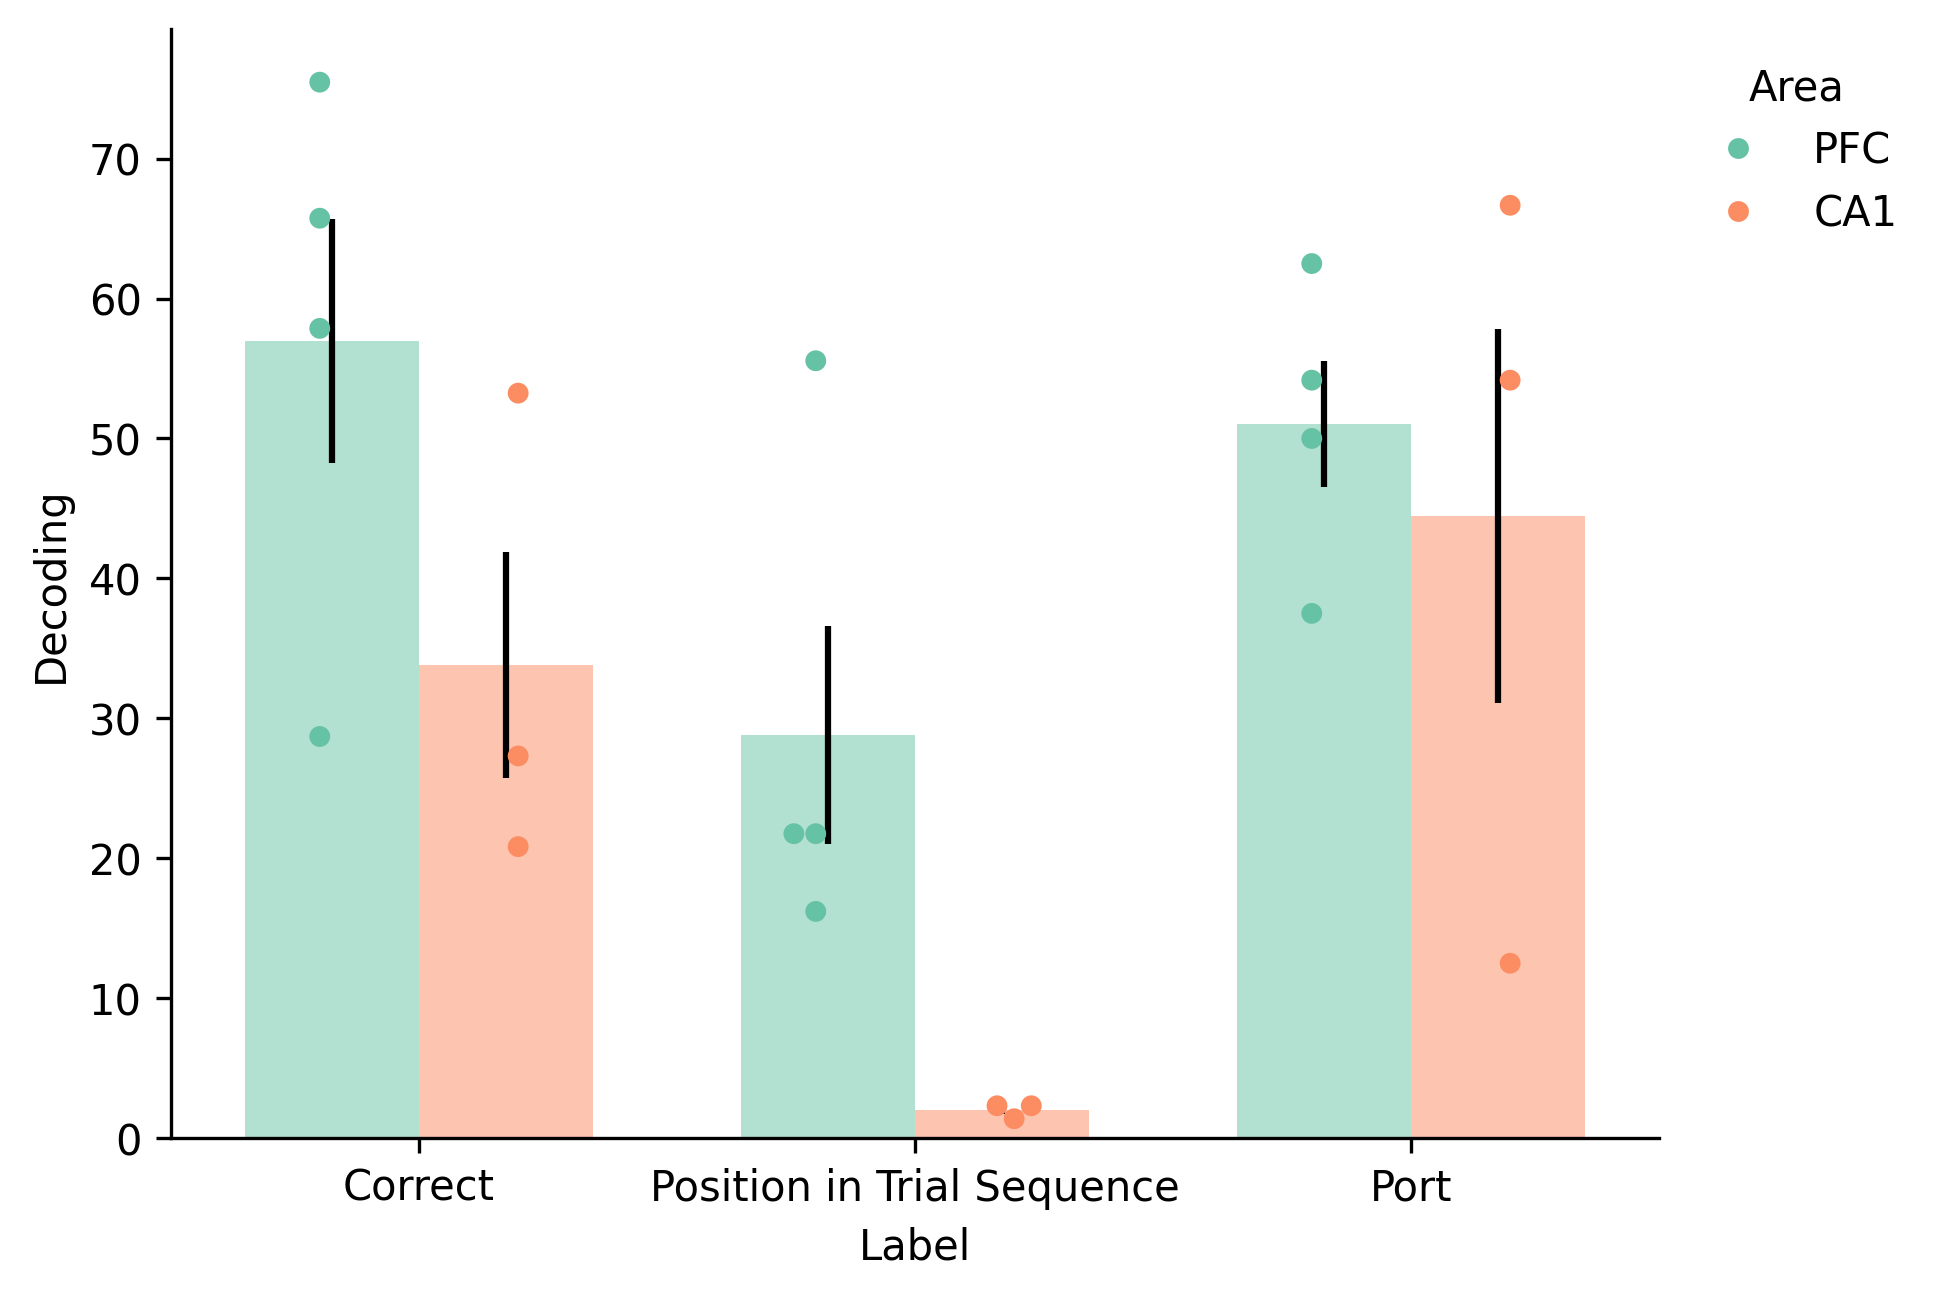 Area
PFC
CA1
70
60
50
40
30
20
10
0
Decoding
Correct
Position in Trial Sequence
Port
Label